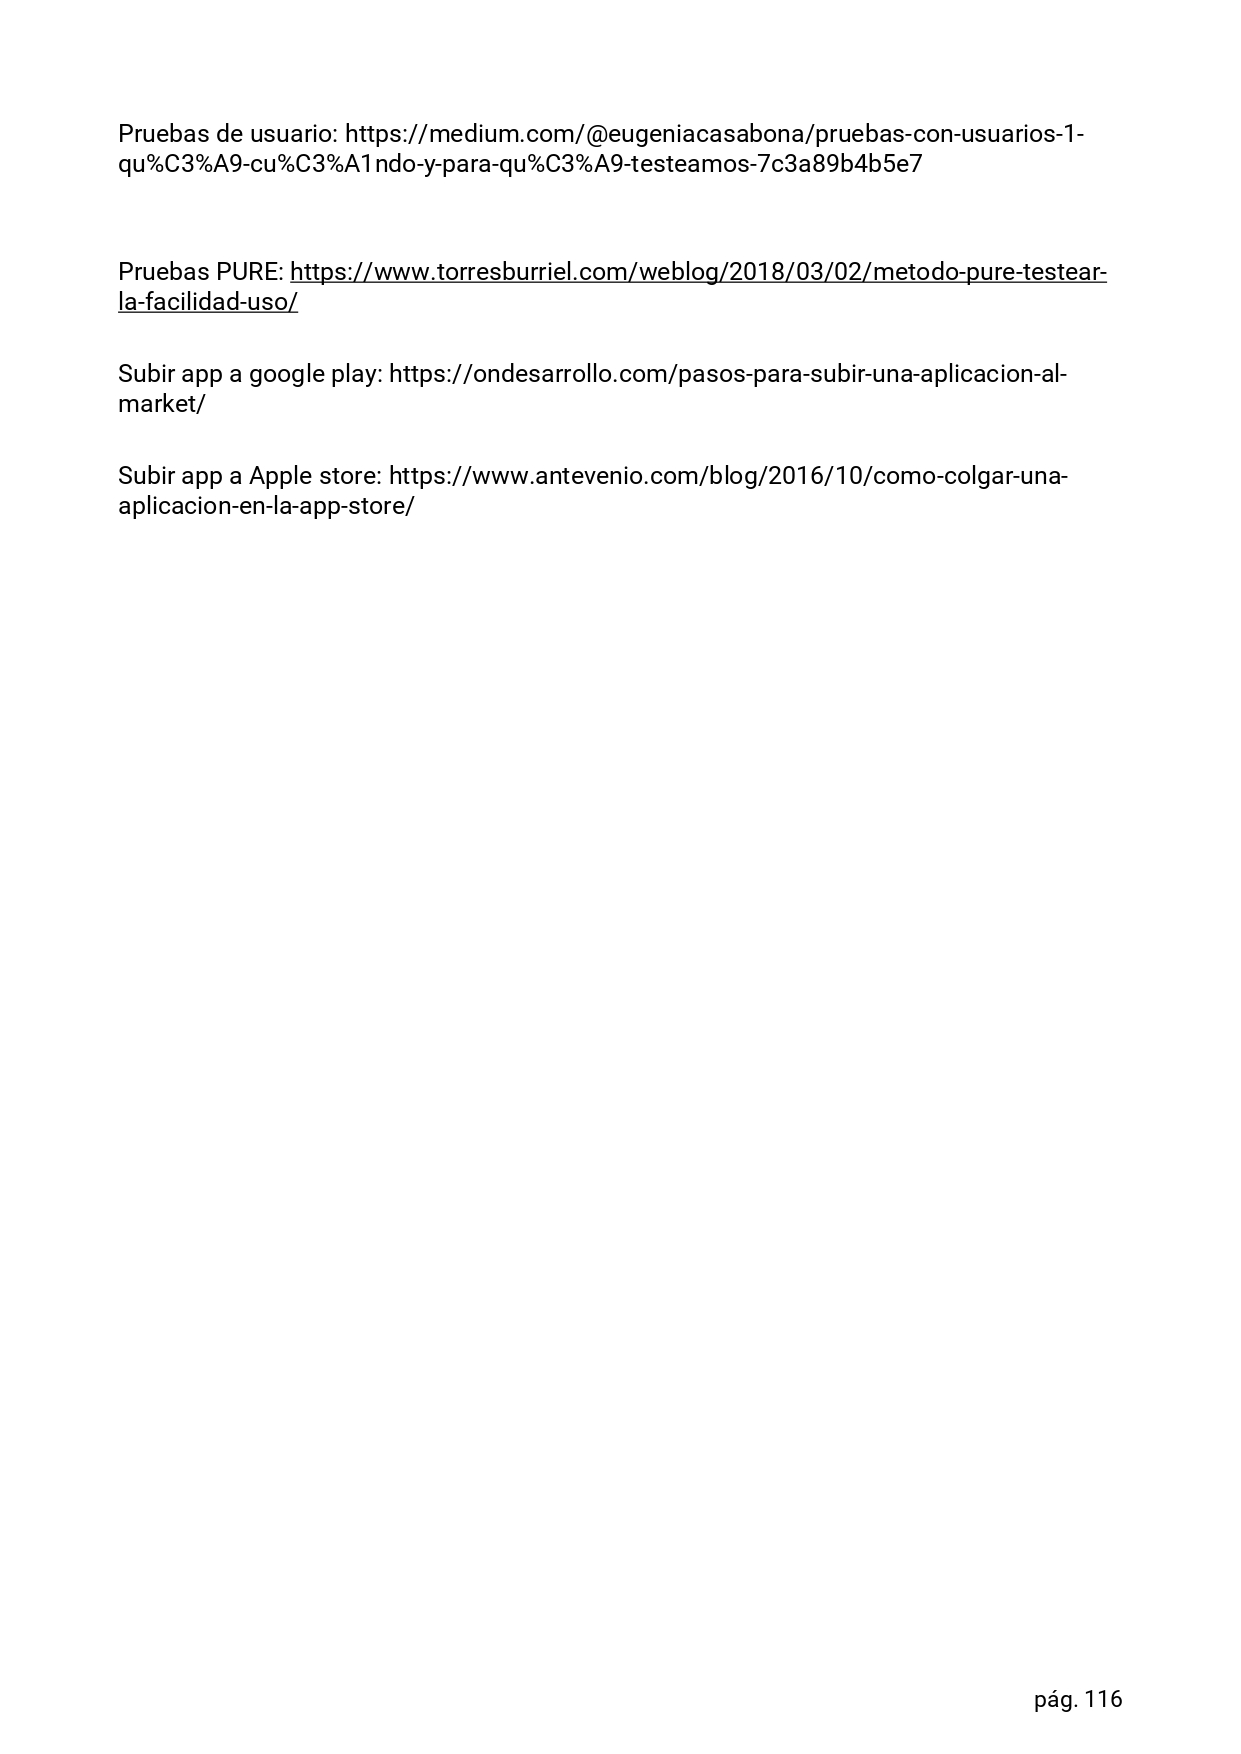 Pruebas de usuario: https://medium.com/@eugeniacasabona/pruebas-con-usuarios-1-
qu%C3%A9-cu%C3%A1ndo-y-para-qu%C3%A9-testeamos-7c3a89b4b5e7
Pruebas PURE: https://www.torresburriel.com/weblog/2018/03/02/metodo-pure-testear-
la-facilidad-uso/
Subir app a google play: https://ondesarrollo.com/pasos-para-subir-una-aplicacion-al-
market/
Subir app a Apple store: https://www.antevenio.com/blog/2016/10/como-colgar-una-
aplicacion-en-la-app-store/
pág. 116